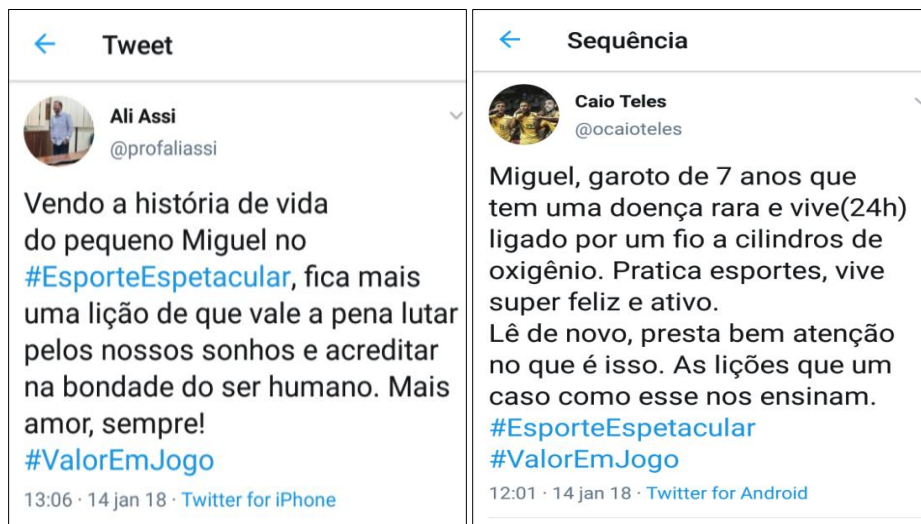 Tweet
Ali Assi
@profaliassi
Vendo a história de vida
do pequeno Miguel no
#EsporteEspetacular, fica mais
uma lição de que vale a pena lutar
pelos nossos sonhos e acreditar
na bondade do ser humano. Mais
amor, sempre!
#ValorEmJogo
13:06 · 14 jan 18 · Twitter for iPhone
Sequência
Caio Teles
@ocaioteles
Miguel, garoto de 7 anos que
tem uma doença rara e vive(24h)
ligado por um fio a cilindros de
oxigênio. Pratica esportes, vive
super feliz e ativo.
Lê de novo, presta bem atenção
no que é isso. As lições que um
caso como esse nos ensinam.
#EsporteEspetacular
#ValorEmJogo
12:01 · 14 jan 18 · Twitter for Android